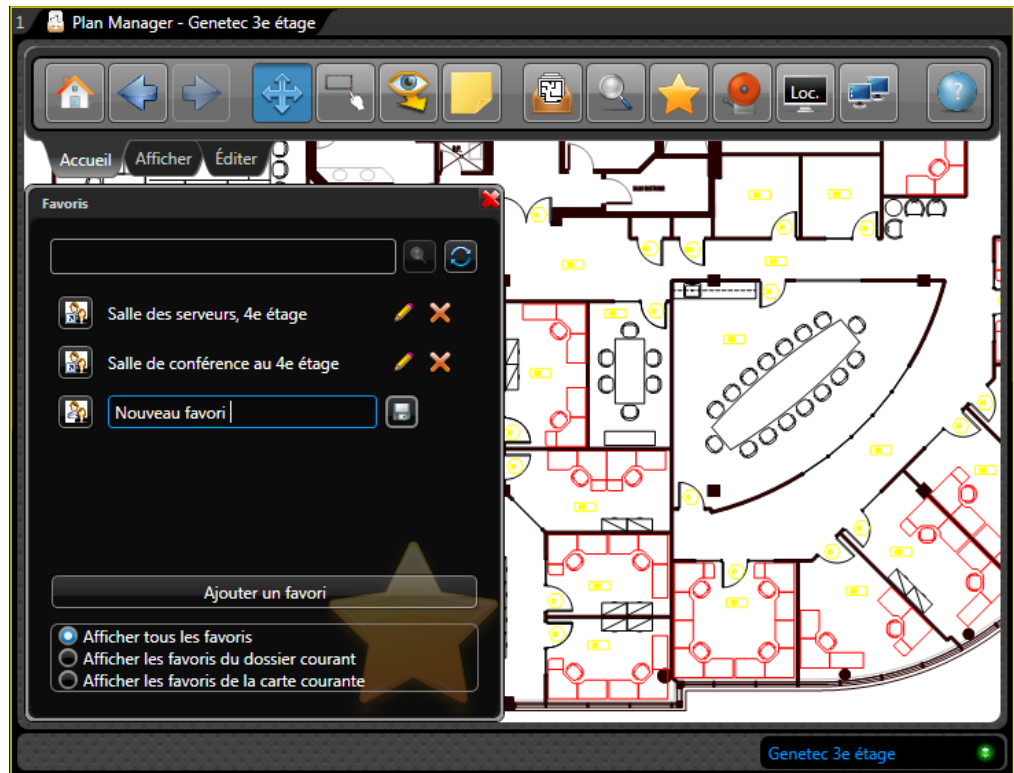 1 Plan Manager - Genetec 3e étage
Loc.
?
Accueil Afficher Éditer
Favoris
Salle des serveurs, 4e étage
Salle de conférence au 4e étage
Nouveau favori
Ajouter un favori
Afficher tous les favoris
Afficher les favoris du dossier courant
Afficher les favoris de la carte courante
Genetec 3e étage